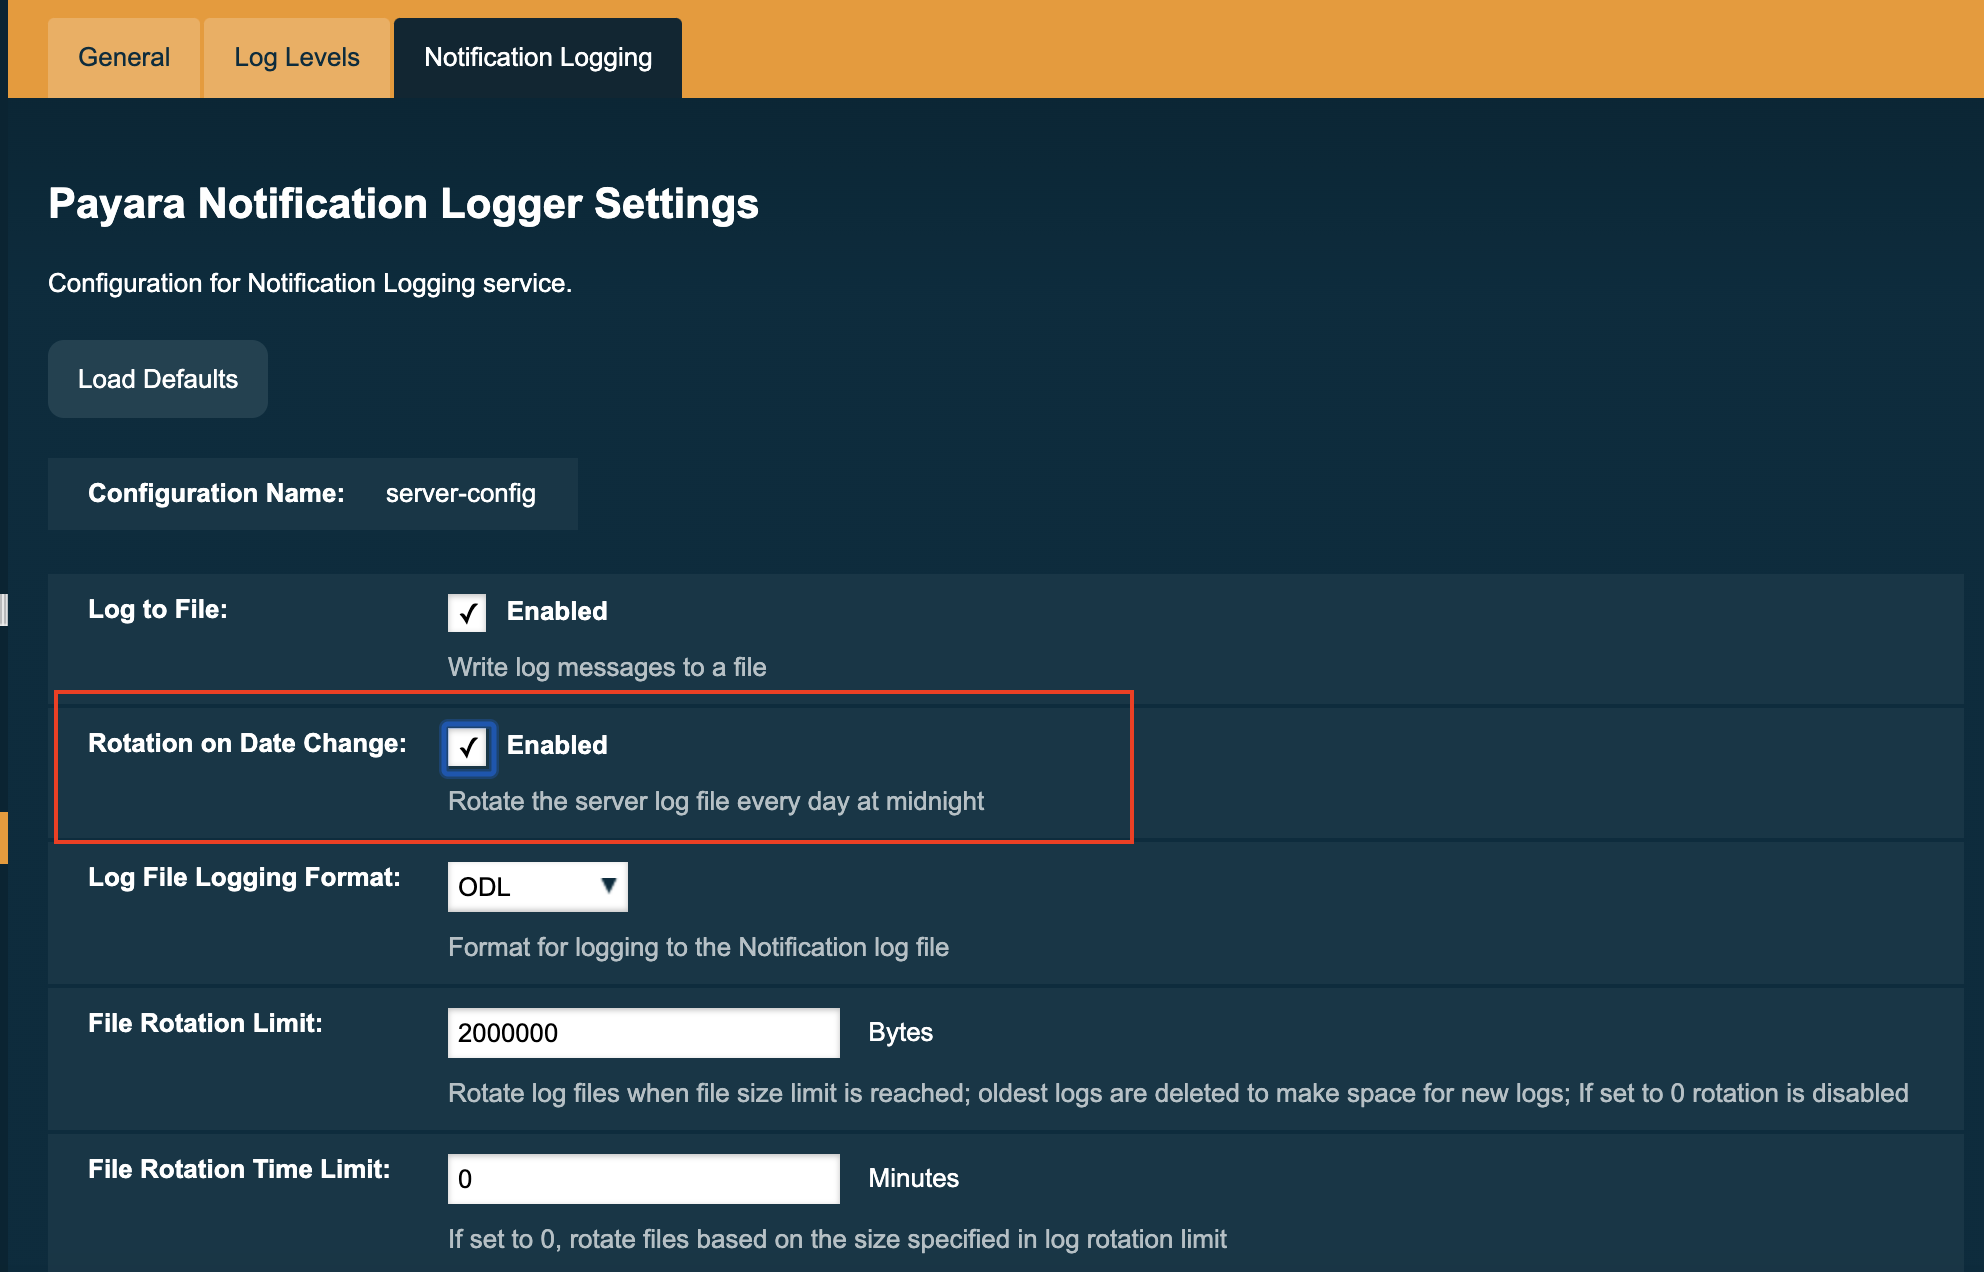 General
Log Levels
Notification Logging
Payara Notification Logger Settings
Configuration for Notification Logging service.
Load Defaults
Configuration Name: server-config
Log to File: Enabled
Write log messages to a file
Rotation on Date Change: Enabled
Rotate the server log file every day at midnight
Log File Logging Format: ODL
Format for logging to the Notification log file
File Rotation Limit: 2000000 Bytes
Rotate log files when file size limit is reached; oldest logs are deleted to make space for new logs; If set to 0 rotation is disabled
File Rotation Time Limit: 0 Minutes
If set to 0, rotate files based on the size specified in log rotation limit